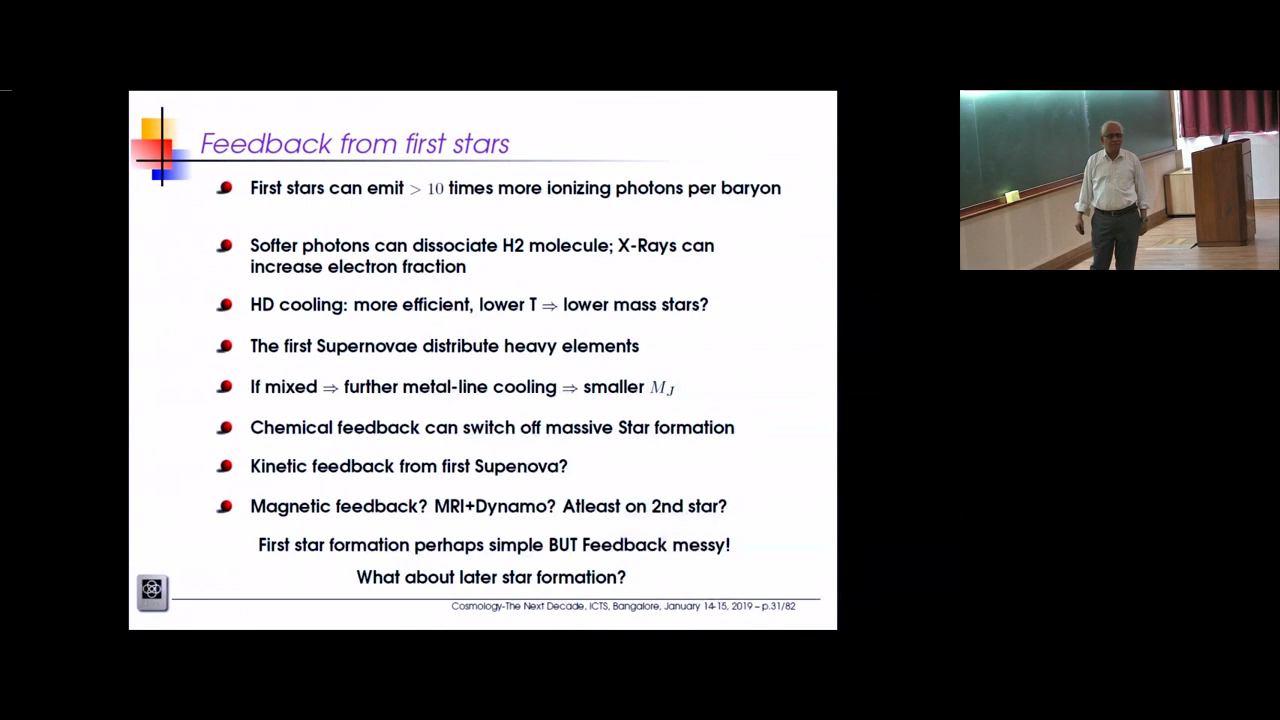 Feedback from first stars
First stars can emit > 10 times more ionizing photons per baryon
Softer photons can dissociate H2 molecule; X-Rays can
increase electron fraction
HD cooling: more efficient, lower T ⇒ lower mass stars?
The first Supernovae distribute heavy elements
If mixed ⇒ further metal-line cooling ⇒ smaller M_J
Chemical feedback can switch off massive Star formation
Kinetic feedback from first Supenova?
Magnetic feedback? MRI+Dynamo? Atleast on 2nd star?
First star formation perhaps simple BUT Feedback messy!
What about later star formation?
Cosmology-The Next Decade, ICTS, Bangalore, January 14-15, 2019 – p.31/82